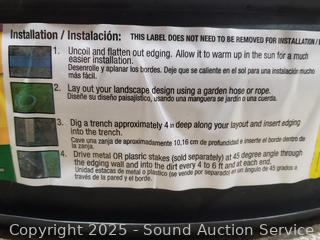 Installation / Instalación: THIS LABEL DOES NOT NEED TO BE REMOVED FOR INSTALLATION /
1. Uncoil and flatten out edging. Allow it to warm up in the sun for a much
easier installation.
Desenrolle y aplanar los bordes. Deje que se caliente en el sol para una instalación mucho
más fácil.
2. Lay out your landscape design using a garden hose or rope.
Diseñe su diseño paisajístico, usando una manguera se jardín o una cuerda.
3. Dig a trench approximately 4 in deep along your layout and insert edging
into the trench.
Cave una zanja de aproximadamente 10,16 cm de profundidad e inserte el borde dentro de
la zanja.
4. Drive metal OR plastic stakes (sold separately) at 45 degree angle through
the edging wall and into the dirt every 4 to 6 ft and at each end.
Unidad estacas de metal o plástico (se vende por separado) en un ángulo de 45 grados a
través de la pared y el borde.
Copyright 2025 - Sound Auction Service